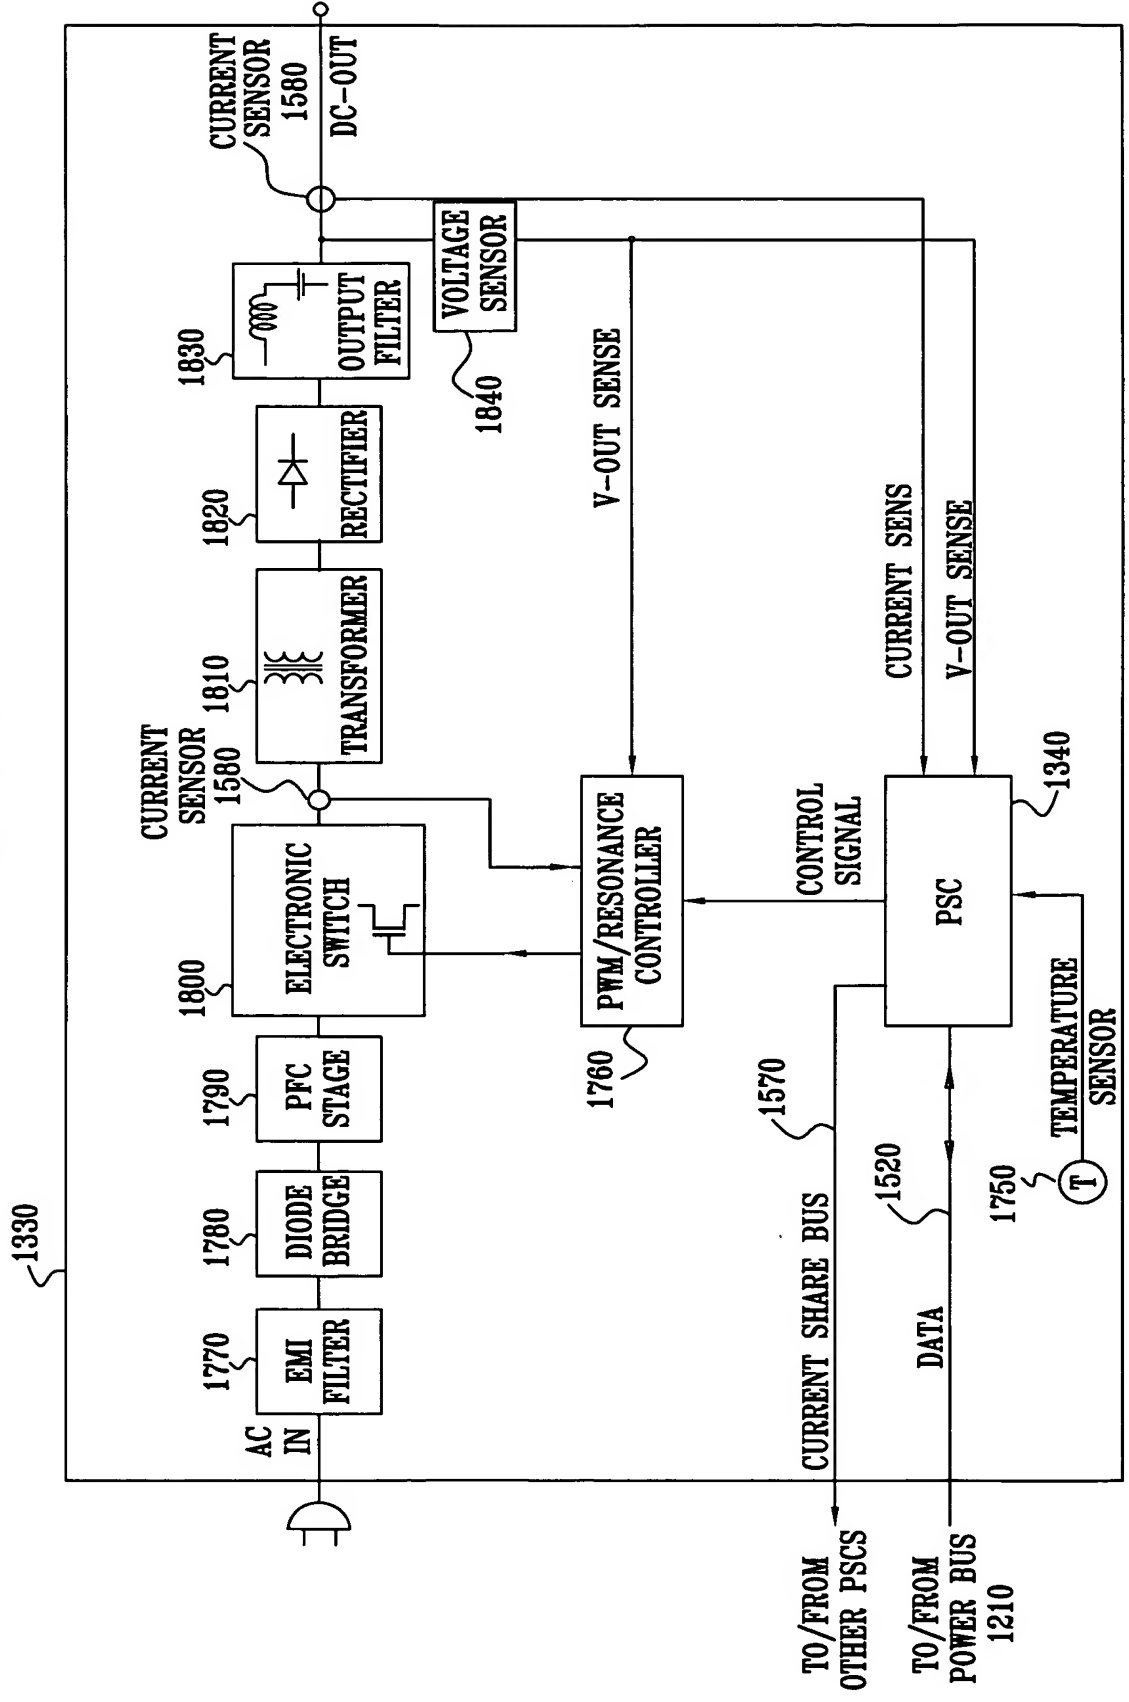 1330
AC
IN
1770
EMI
FILTER
1780
DIODE
BRIDGE
1790
PFC
STAGE
1800
ELECTRONIC
SWITCH
CURRENT
SENSOR
1580
1810
TRANSFORMER
1820
RECTIFIER
1830
OUTPUT
FILTER
CURRENT
SENSOR
1580
DC-OUT
VOLTAGE
SENSOR
1840
V-OUT SENSE
1760
PWM/RESONANCE
CONTROLLER
CONTROL
SIGNAL
CURRENT SENS
V-OUT SENSE
PSC
1340
1570
CURRENT SHARE BUS
TO/FROM
OTHER PSCS
1520
DATA
TO/FROM
POWER BUS
1210
1750
T
TEMPERATURE
SENSOR